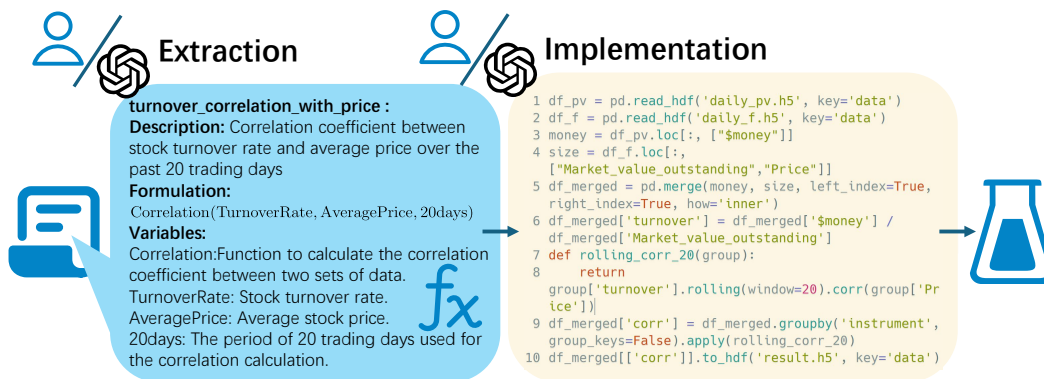 Extraction
turnover_correlation_with_price :
Description: Correlation coefficient between
stock turnover rate and average price over the
past 20 trading days
Formulation:
Correlation(TurnoverRate, AveragePrice, 20days)
Variables:
Correlation:Function to calculate the correlation
coefficient between two sets of data.
TurnoverRate: Stock turnover rate.
AveragePrice: Average stock price.
20days: The period of 20 trading days used for
the correlation calculation.
fx
Implementation
1 df_pv = pd.read_hdf('daily_pv.h5', key='data')
2 df_f = pd.read_hdf('daily_f.h5', key='data')
3 money = df_pv.loc[:, ["$money"]]
4 size = df_f.loc[:,
["Market_value_outstanding","Price"]]
5 df_merged = pd.merge(money, size, left_index=True,
right_index=True, how='inner')
6 df_merged['turnover'] = df_merged['$money'] /
df_merged['Market_value_outstanding']
7 def rolling_corr_20(group):
8     return
group['turnover'].rolling(window=20).corr(group['Pr
ice'])
9 df_merged['corr'] = df_merged.groupby('instrument',
group_keys=False).apply(rolling_corr_20)
10 df_merged[['corr']].to_hdf('result.h5', key='data')